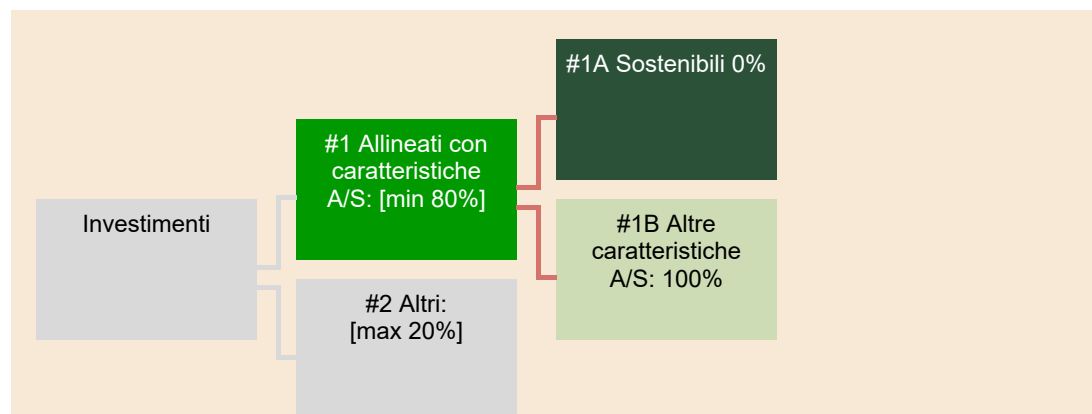 Investimenti
#1 Allineati con
caratteristiche
A/S: [min 80%]
#2 Altri:
[max 20%]
#1A Sostenibili 0%
#1B Altre
caratteristiche
A/S: 100%